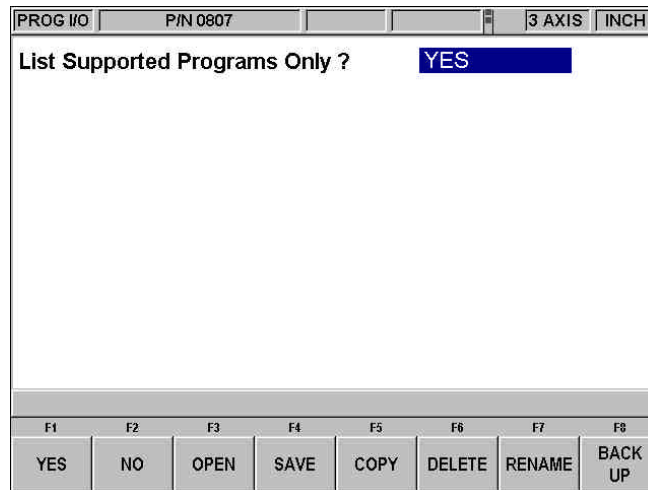 PROG I/O P/N 0807 3 AXIS INCH
List Supported Programs Only ? YES
F1 F2 F3 F4 F5 F6 F7 F8
YES NO OPEN SAVE COPY DELETE RENAME BACK
UP